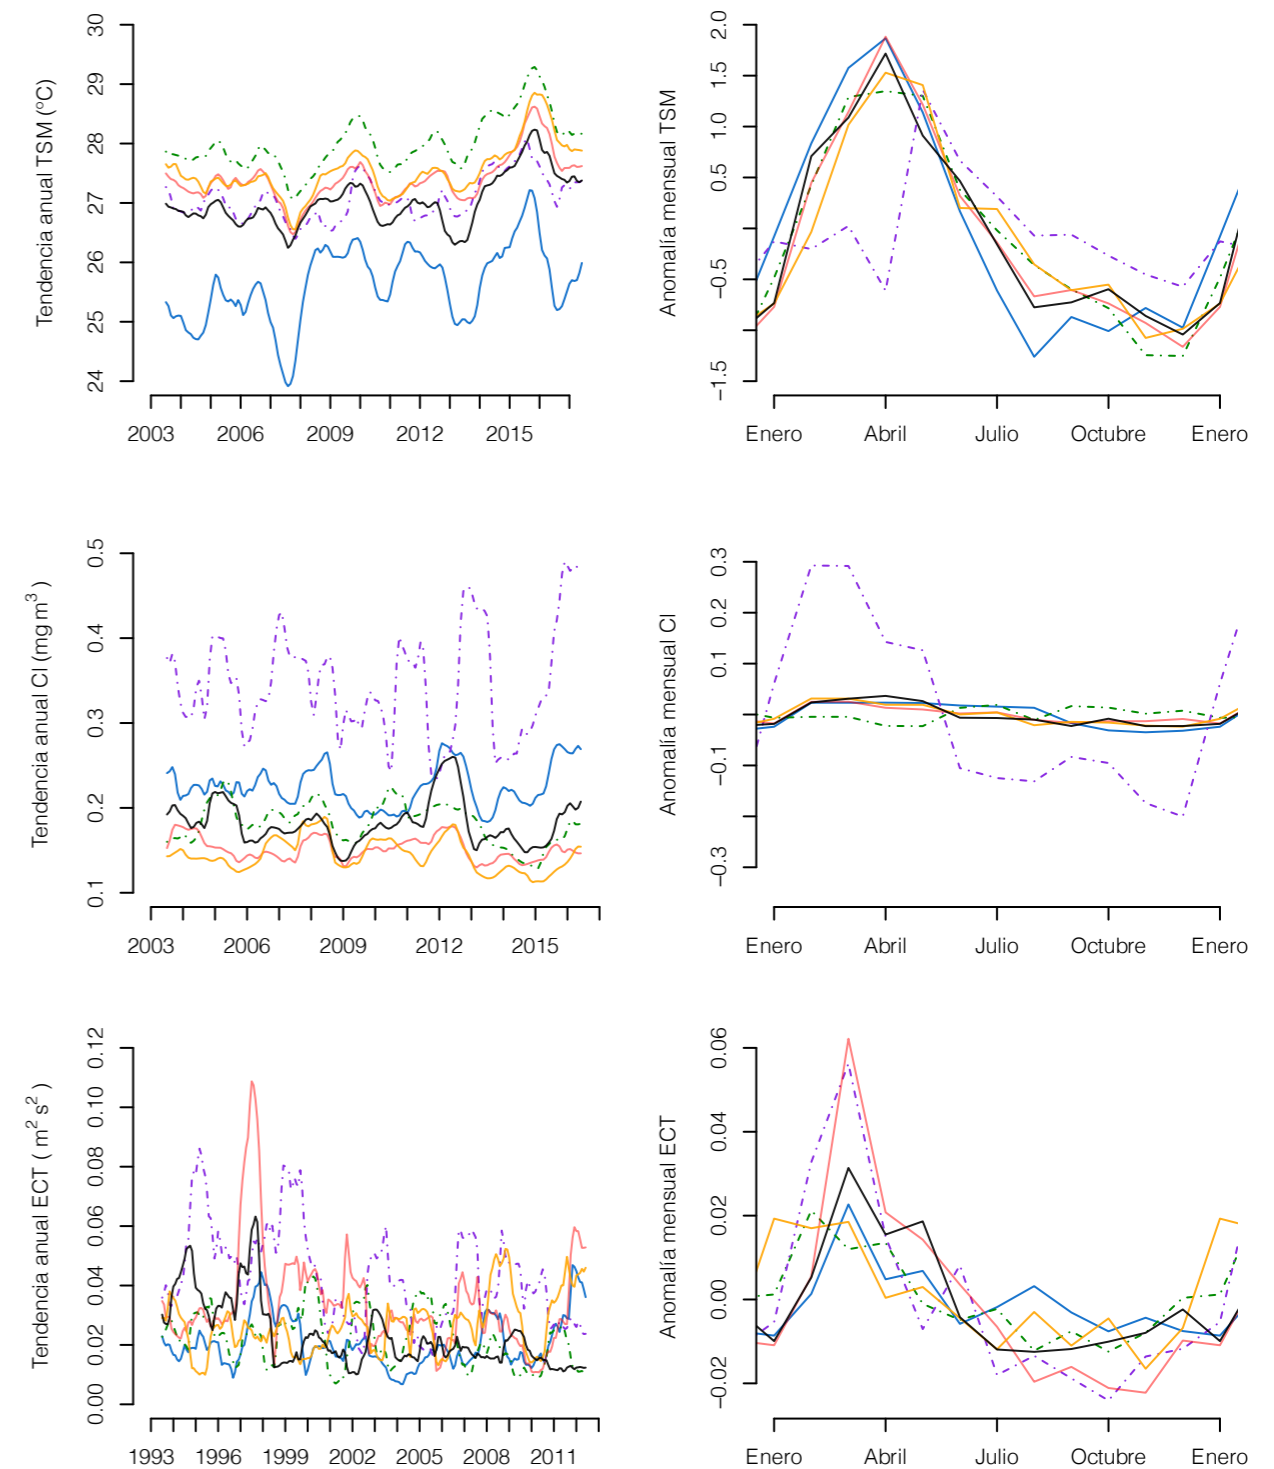 Tendencia anual TSM (°C)
30
29
28
27
26
25
24
2003 2006 2009 2012 2015
Anomalía mensual TSM
2.0
1.5
1.0
0.5
−0.5
−1.5
Enero Abril Julio Octubre Enero
Tendencia anual Cl (mg m3 )
0.5
0.4
0.3
0.2
0.1
2003 2006 2009 2012 2015
Anomalía mensual Cl
0.3
0.2
0.1
−0.1
−0.3
Enero Abril Julio Octubre Enero
Tendencia anual ECT ( m2 s2 )
0.12
0.10
0.08
0.06
0.04
0.02
0.00
1993 1996 1999 2002 2005 2008 2011
Anomalía mensual ECT
0.06
0.04
0.02
0.00
−0.02
Enero Abril Julio Octubre Enero